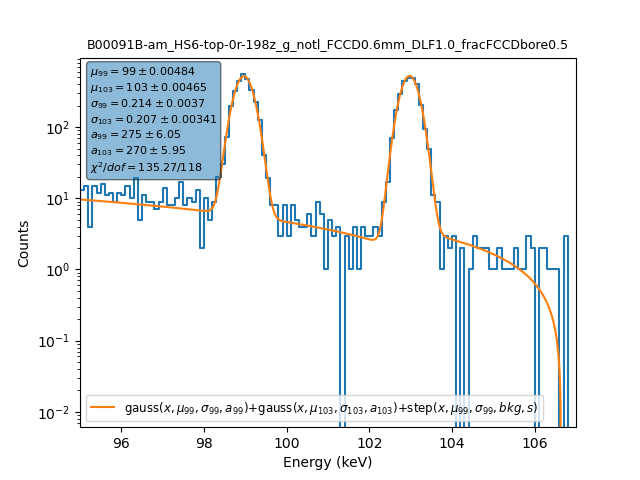 B00091B-am_HS6-top-0r-198z_g_notl_FCCD0.6mm_DLF1.0_fracFCCDbore0.5
μ99 = 99 ± 0.00484
μ103 = 103 ± 0.00465
σ99 = 0.214 ± 0.0037
σ103 = 0.207 ± 0.00341
a99 = 275 ± 6.05
a103 = 270 ± 5.95
χ²/dof = 135.27/118
10²
10¹
10⁰
10⁻¹
10⁻²
Counts
gauss(x, μ99, σ99, a99)+gauss(x, μ103, σ103, a103)+step(x, μ99, σ99, bkg, s)
96 98 100 102 104 106
Energy (keV)